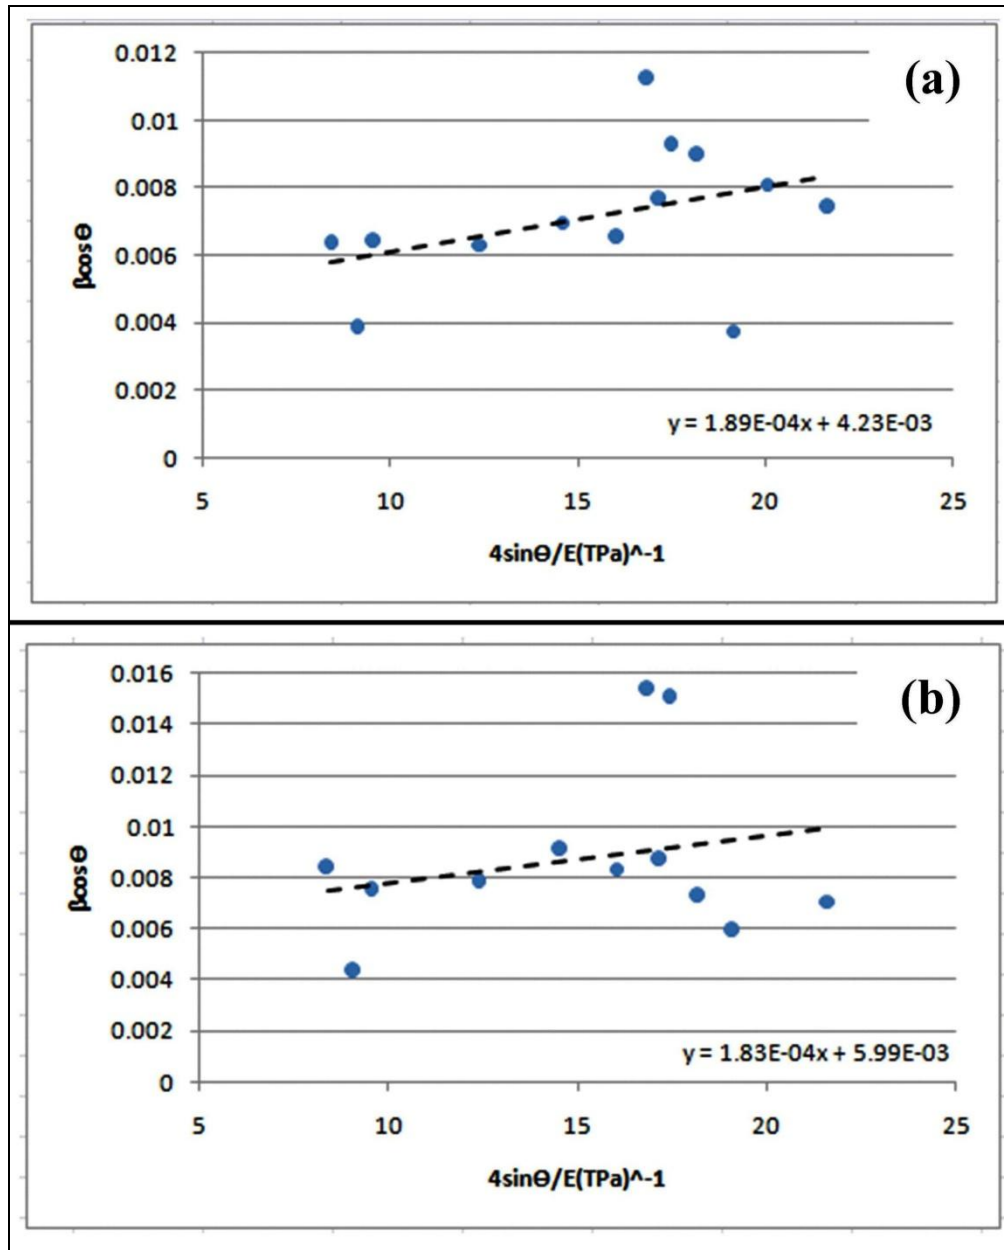 (a)
0.012
0.01
0.008
0.006
0.004
0.002
0
βcosϴ
y = 1.89E-04x + 4.23E-03
5 10 15 20 25
4sinϴ/E(TPa)^-1
(b)
0.016
0.014
0.012
0.01
0.008
0.006
0.004
0.002
0
βcosϴ
y = 1.83E-04x + 5.99E-03
5 10 15 20 25
4sinϴ/E(TPa)^-1